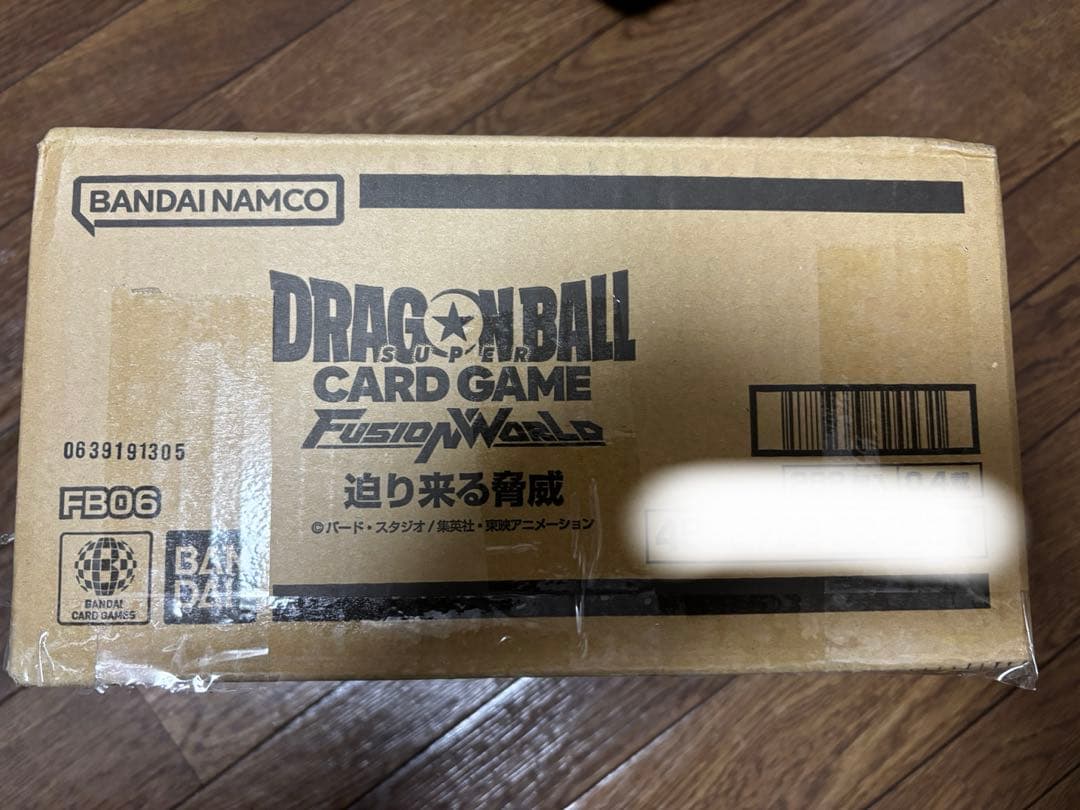 BANDAI NAMCO
DRAGON BALL
SUPER
CARD GAME
FUSION WORLD
0639191305
迫り来る脅威
FB06
©バード・スタジオ/集英社・東映アニメーション
BANDAI
CARD GAMES
BAN
DAI